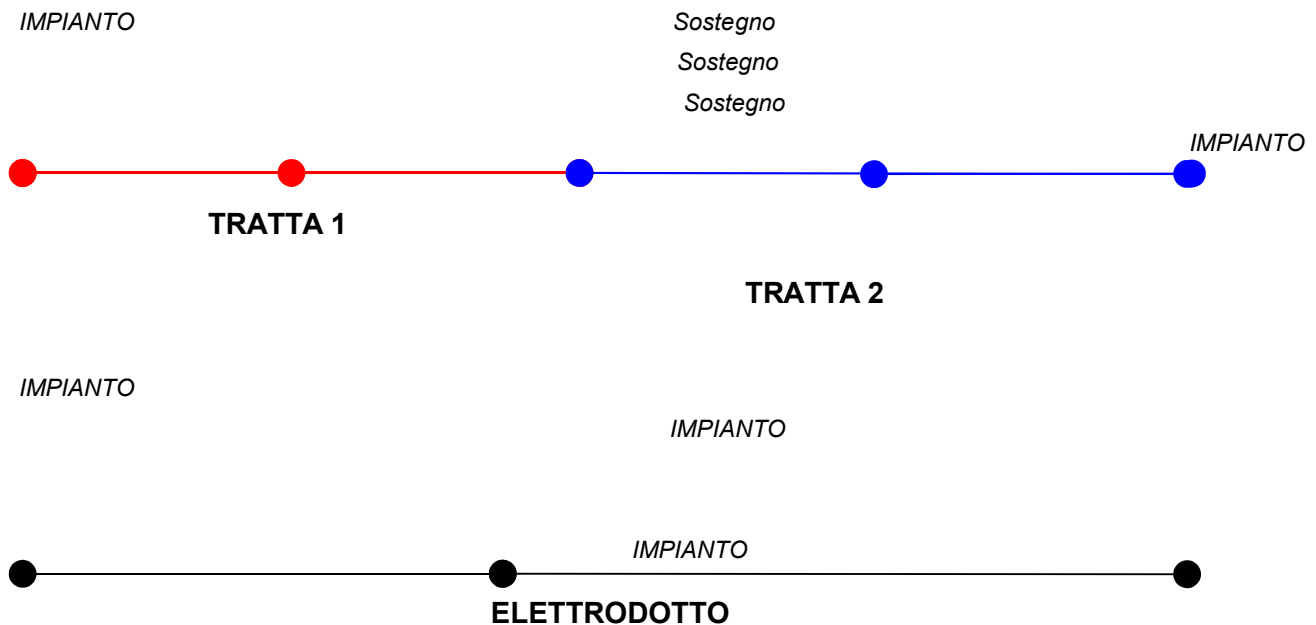 IMPIANTO
Sostegno
Sostegno
Sostegno
IMPIANTO
TRATTA 1
TRATTA 2
IMPIANTO
IMPIANTO
IMPIANTO
ELETTRODOTTO